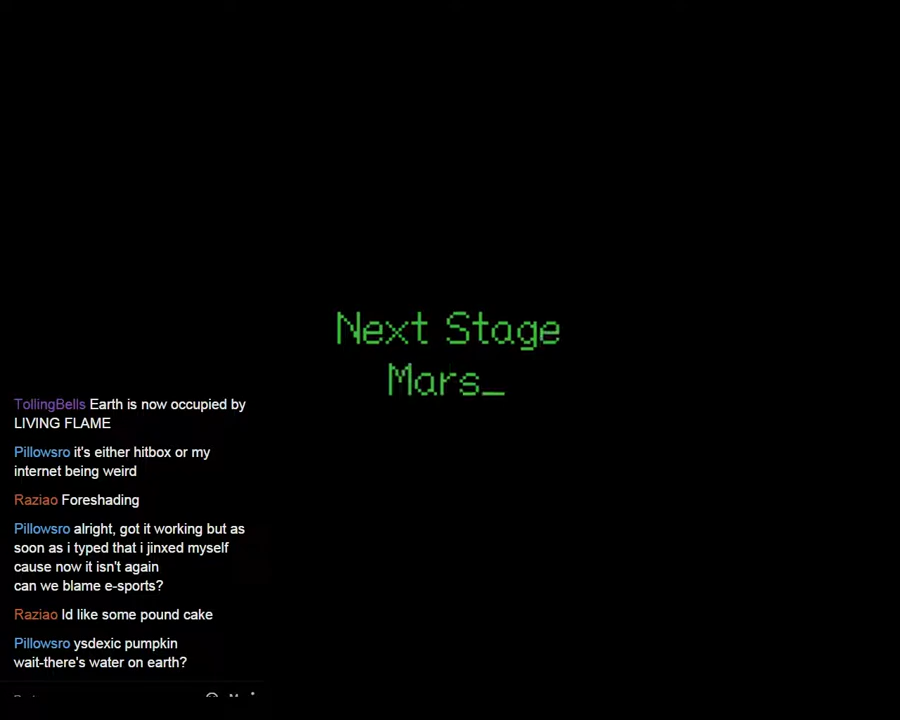 Next Stage
Mars_
TollingBells Earth is now occupied by
LIVING FLAME
Pillowsro it's either hitbox or my
internet being weird
Raziao Foreshading
Pillowsro alright, got it working but as
soon as i typed that i jinxed myself
cause now it isn't again
can we blame e-sports?
Raziao Id like some pound cake
Pillowsro ysdexic pumpkin
wait-there's water on earth?